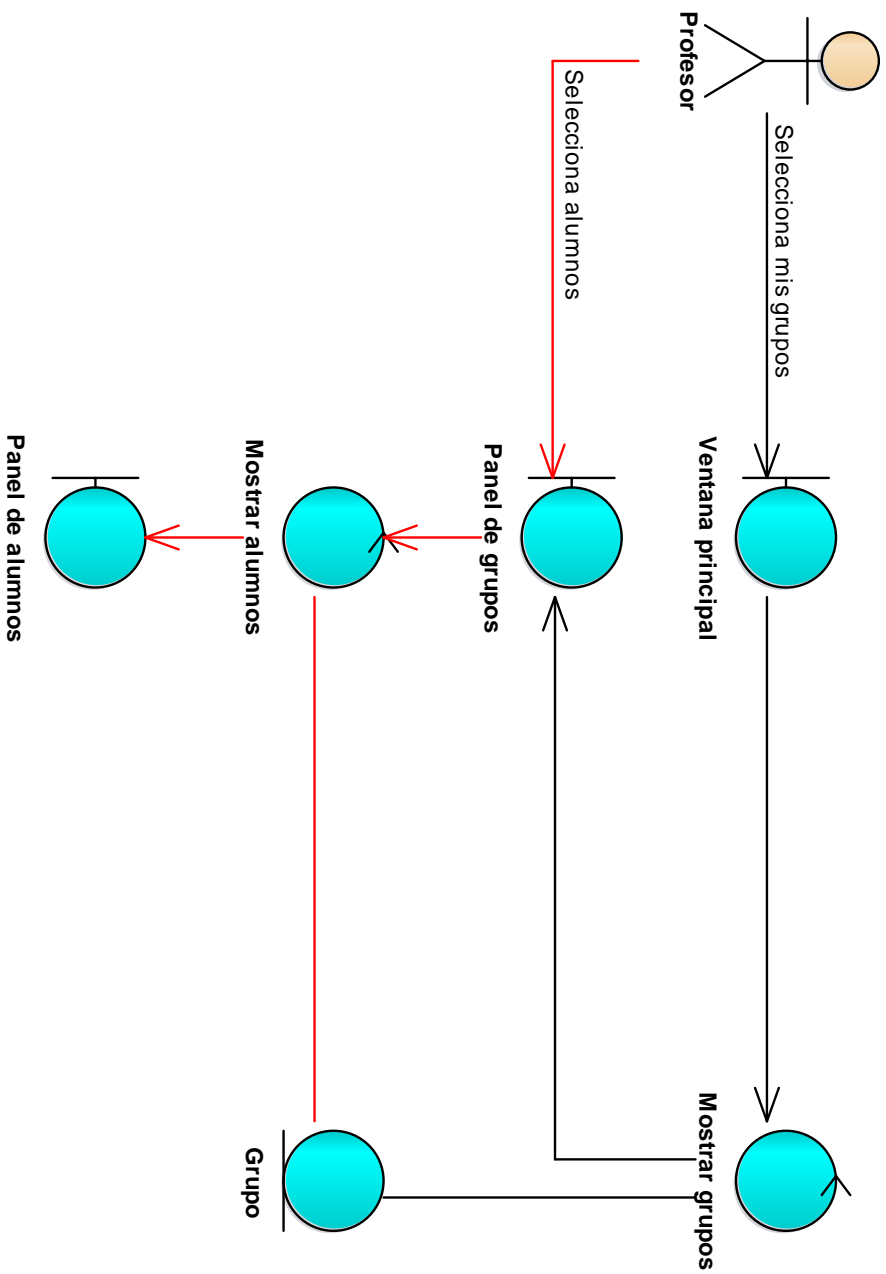 Profesor
Selecciona mis grupos
Ventana principal
Mostrar grupos
Selecciona alumnos
Panel de grupos
Mostrar alumnos
Grupo
Panel de alumnos